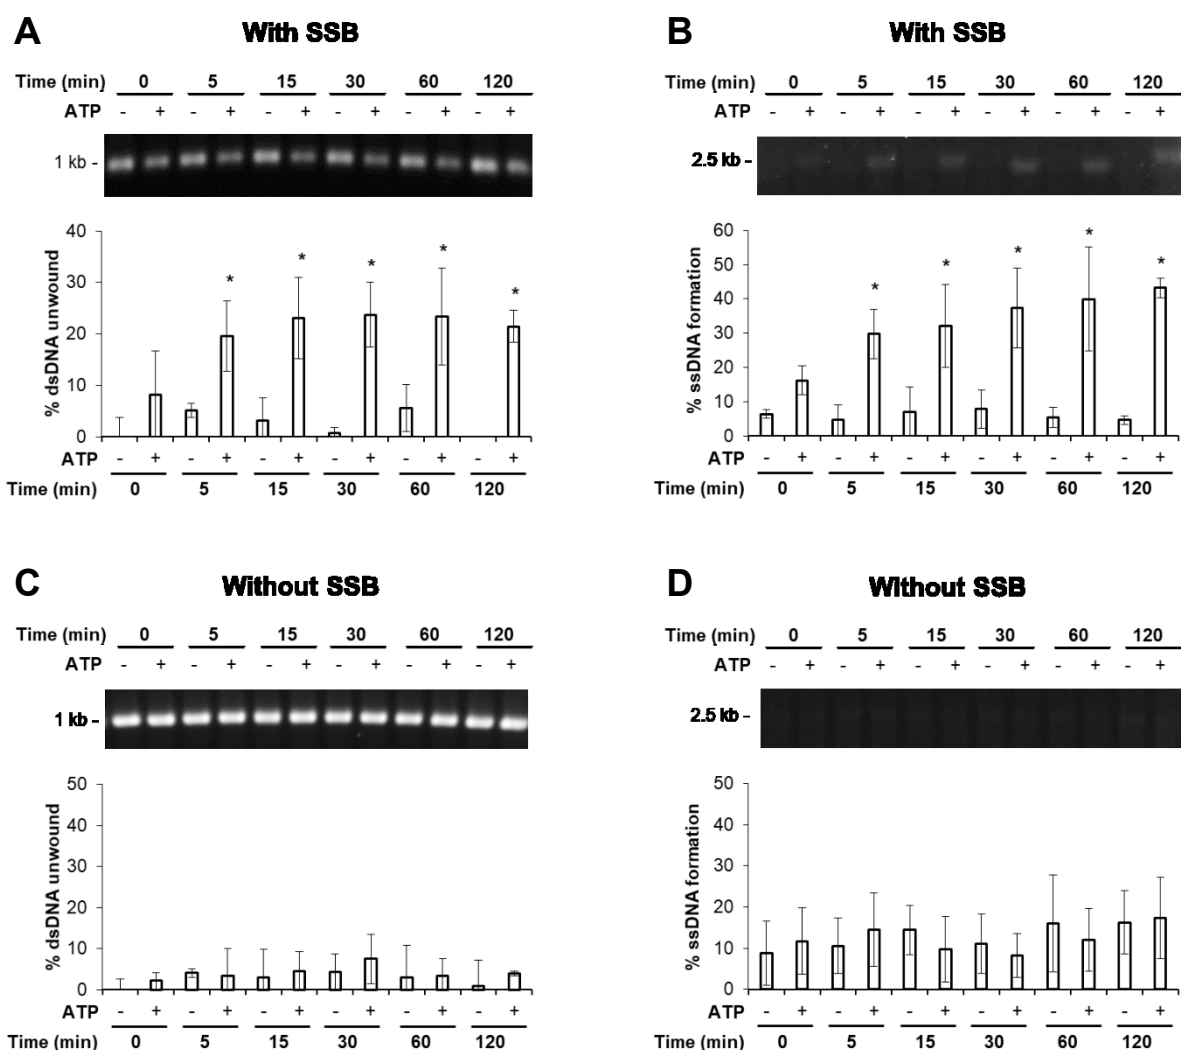 A With SSB
Time (min) 0 5 15 30 60 120
ATP - + - + - + - + - + - +
1 kb -
40
30
20
10
0
% dsDNA unwound
* * * * *
ATP - + - + - + - + - + - +
Time (min) 0 5 15 30 60 120
B With SSB
Time (min) 0 5 15 30 60 120
ATP - + - + - + - + - + - +
2.5 kb -
60
50
40
30
20
10
0
% ssDNA formation
* * * * *
ATP - + - + - + - + - + - +
Time (min) 0 5 15 30 60 120
C Without SSB
Time (min) 0 5 15 30 60 120
ATP - + - + - + - + - + - +
1 kb -
50
40
30
20
10
0
% dsDNA unwound
ATP - + - + - + - + - + - +
Time (min) 0 5 15 30 60 120
D Without SSB
Time (min) 0 5 15 30 60 120
ATP - + - + - + - + - + - +
2.5 kb -
50
40
30
20
10
0
% ssDNA formation
ATP - + - + - + - + - + - +
Time (min) 0 5 15 30 60 120